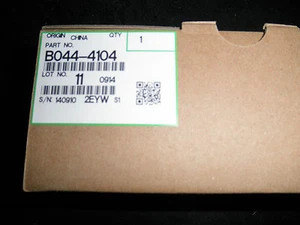 ORIGIN CHINA QTY
PART NO. 1
B044-4104
LOT NO. 11 0914
S/N. 140910 2EYW S1